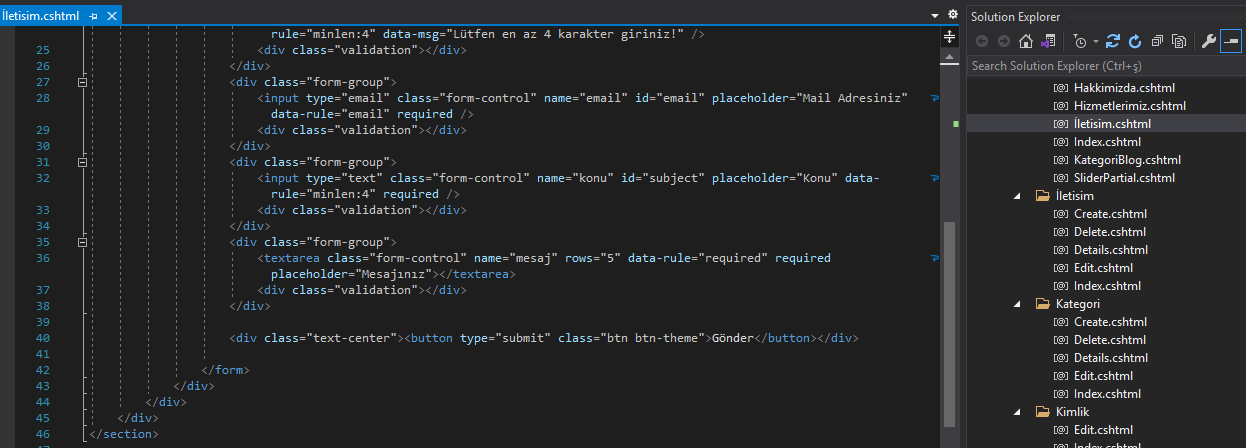 İletisim.cshtml
rule="minlen:4" data-msg="Lütfen en az 4 karakter giriniz!" />
25 <div class="validation"></div>
26 </div>
27 <div class="form-group">
28 <input type="email" class="form-control" name="email" id="email" placeholder="Mail Adresiniz"
data-rule="email" required />
29 <div class="validation"></div>
30 </div>
31 <div class="form-group">
32 <input type="text" class="form-control" name="konu" id="subject" placeholder="Konu" data-
rule="minlen:4" required />
33 <div class="validation"></div>
34 </div>
35 <div class="form-group">
36 <textarea class="form-control" name="mesaj" rows="5" data-rule="required" required
placeholder="Mesajınız"></textarea>
37 <div class="validation"></div>
38 </div>
39
40 <div class="text-center"><button type="submit" class="btn btn-theme">Gönder</button></div>
41
42 </form>
43 </div>
44 </div>
45 </div>
46 </section>
Solution Explorer
Search Solution Explorer (Ctrl+ş)
Hakkimizda.cshtml
Hizmetlerimiz.cshtml
İletisim.cshtml
Index.cshtml
KategoriBlog.cshtml
SliderPartial.cshtml
İletisim
Create.cshtml
Delete.cshtml
Details.cshtml
Edit.cshtml
Index.cshtml
Kategori
Create.cshtml
Delete.cshtml
Details.cshtml
Edit.cshtml
Index.cshtml
Kimlik
Edit.cshtml
Index.cshtml